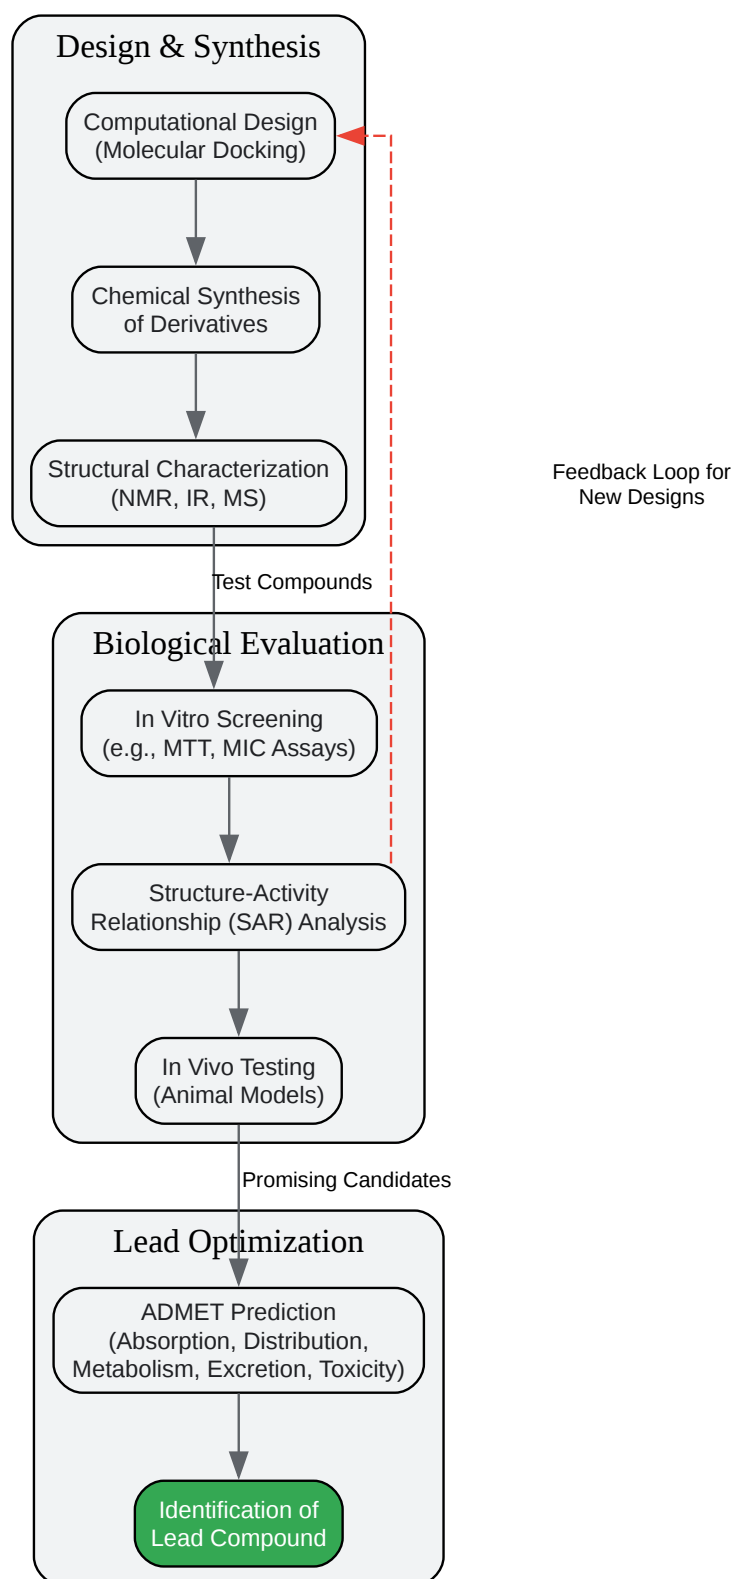 Design & Synthesis
Computational Design
(Molecular Docking)
Chemical Synthesis
of Derivatives
Structural Characterization
(NMR, IR, MS)
Feedback Loop for
New Designs
Test Compounds
Biological Evaluation
In Vitro Screening
(e.g., MTT, MIC Assays)
Structure-Activity
Relationship (SAR) Analysis
In Vivo Testing
(Animal Models)
Promising Candidates
Lead Optimization
ADMET Prediction
(Absorption, Distribution,
Metabolism, Excretion, Toxicity)
Identification of
Lead Compound